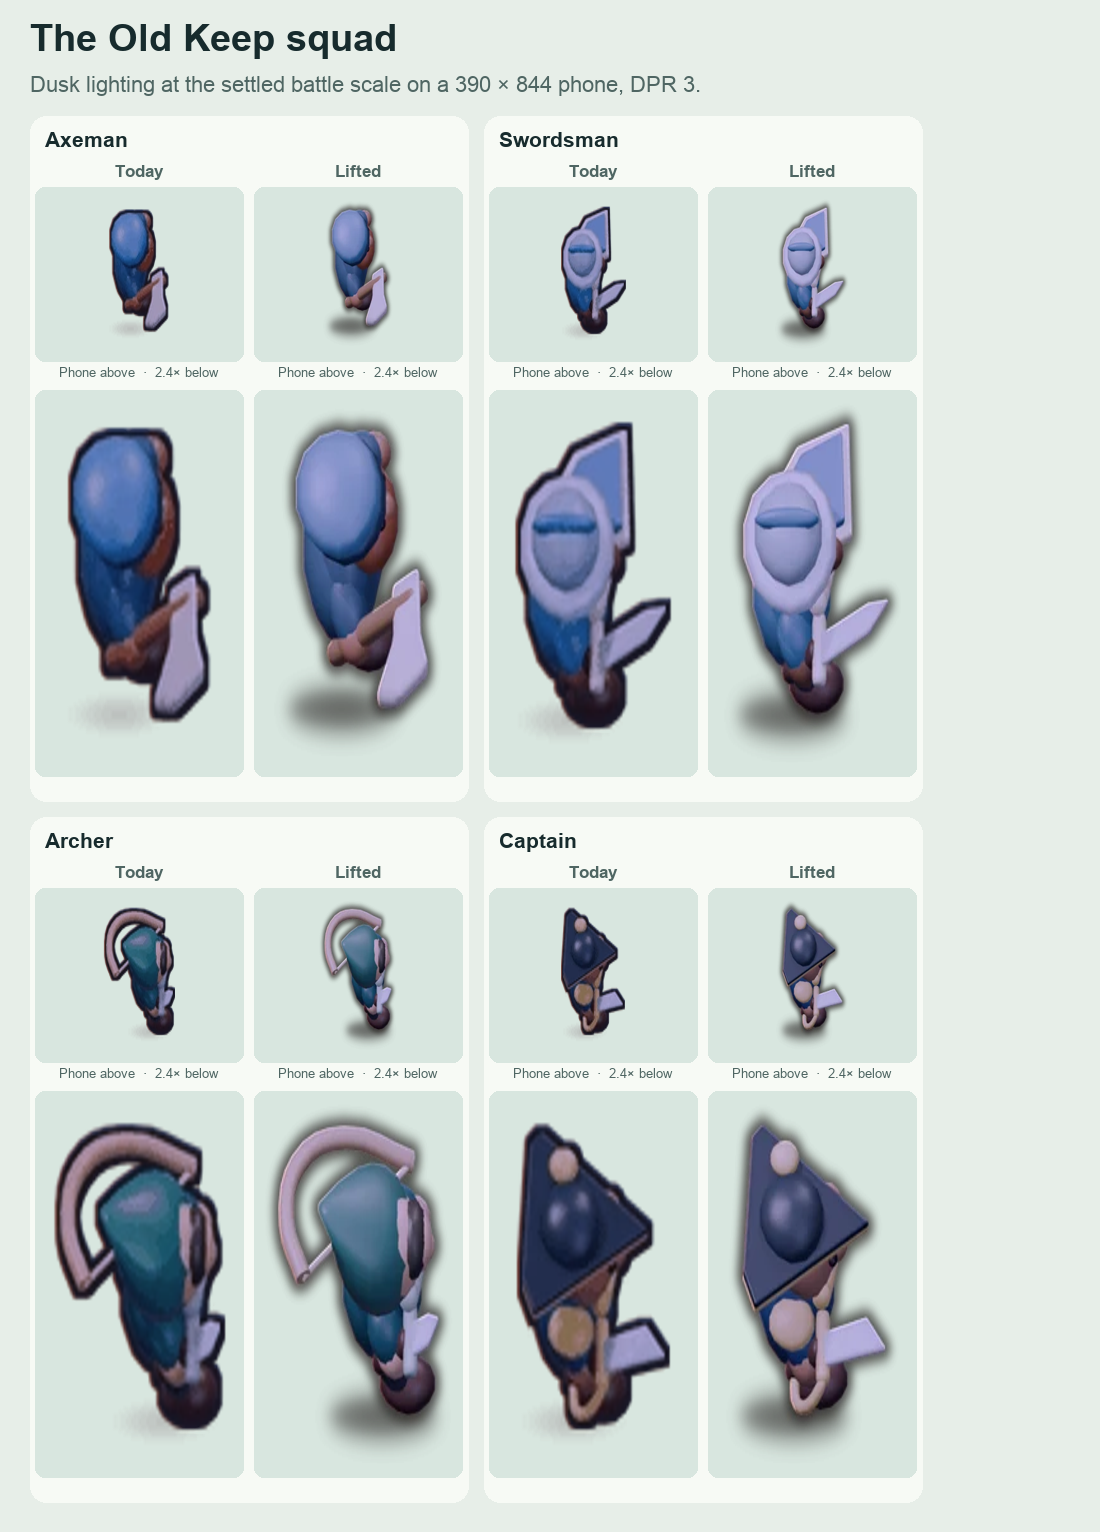 The Old Keep squad
Dusk lighting at the settled battle scale on a 390 × 844 phone, DPR 3.
Axeman
Today
Lifted
Phone above · 2.4× below
Phone above · 2.4× below
Swordsman
Today
Lifted
Phone above · 2.4× below
Phone above · 2.4× below
Archer
Today
Lifted
Phone above · 2.4× below
Phone above · 2.4× below
Captain
Today
Lifted
Phone above · 2.4× below
Phone above · 2.4× below